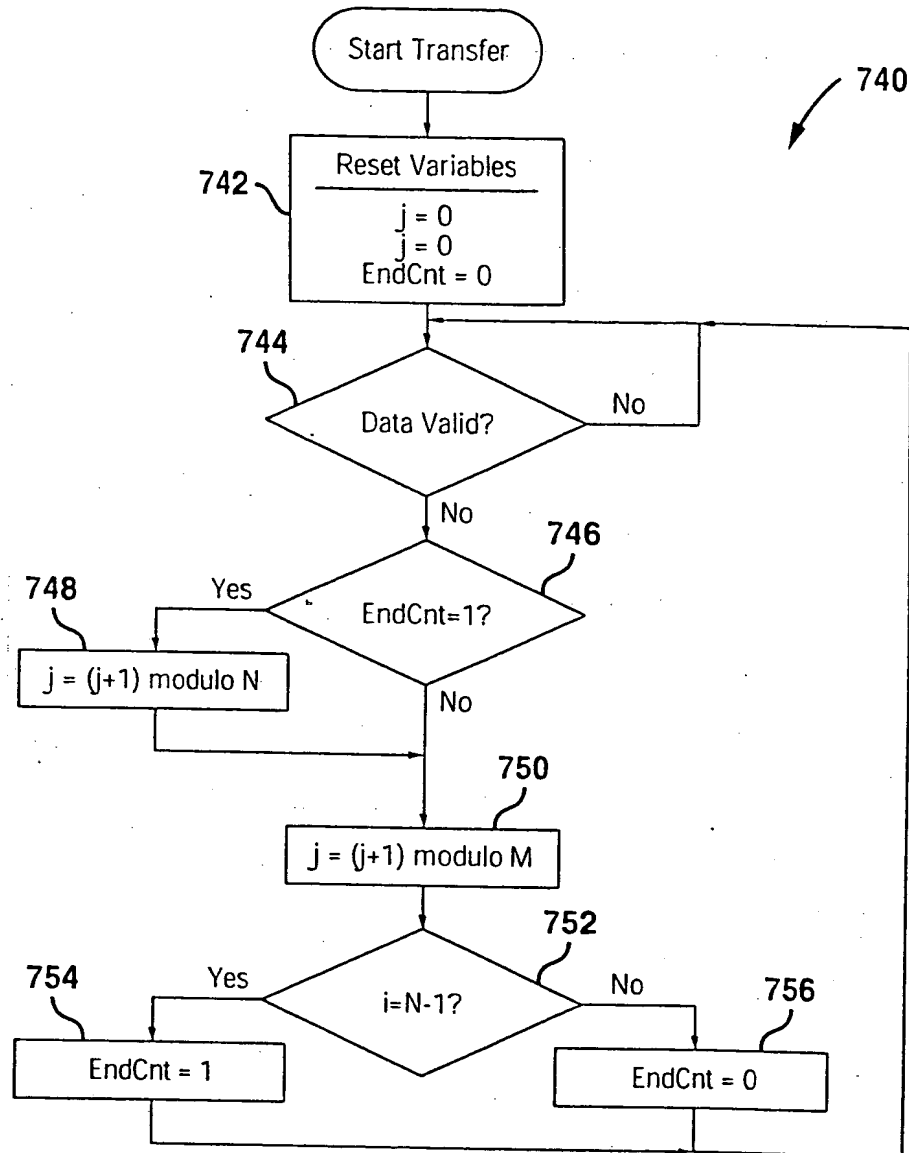 Start Transfer
740
742
Reset Variables
j = 0
j = 0
EndCnt = 0
744
Data Valid?
No
No
746
Yes
748
EndCnt=1?
j = (j+1) modulo N
No
750
j = (j+1) modulo M
752
Yes
No
754
i=N-1?
756
EndCnt = 1
EndCnt = 0